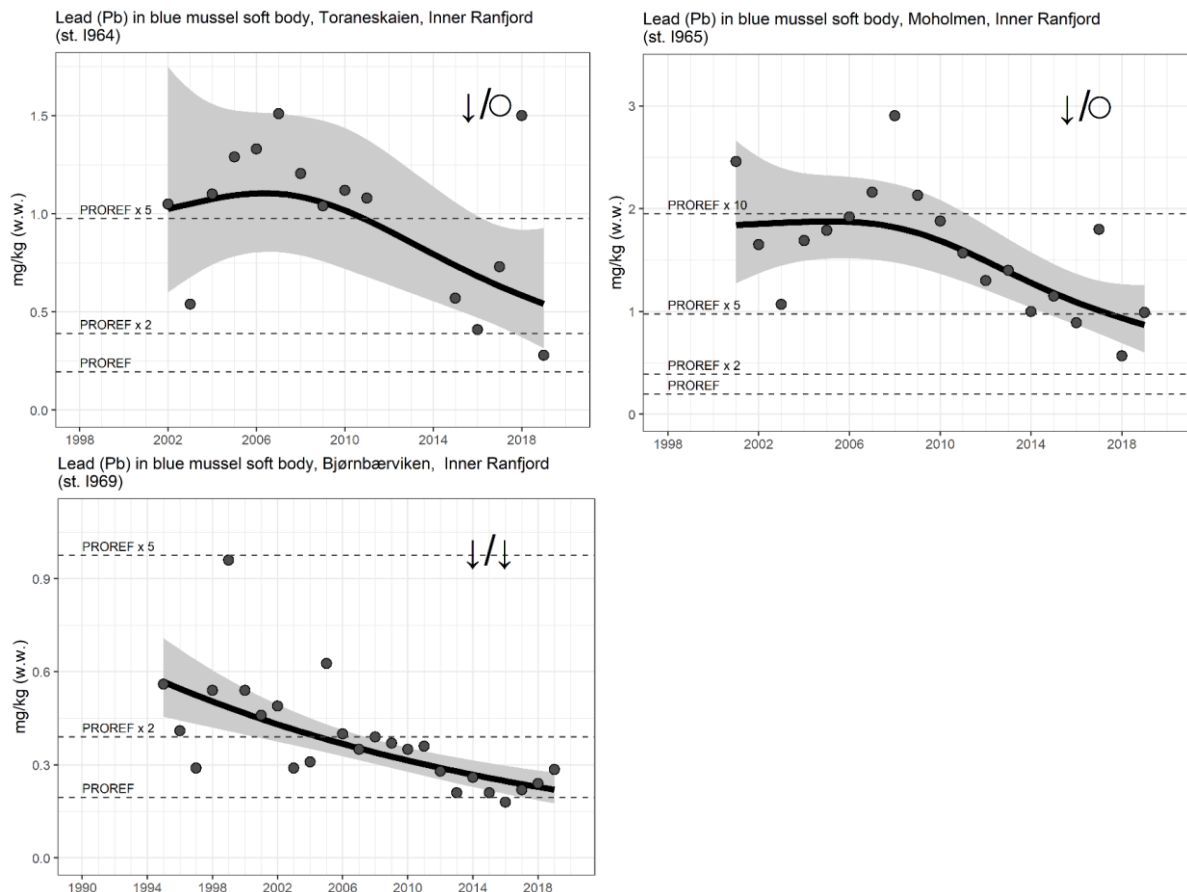 Lead (Pb) in blue mussel soft body, Toraneskaien, Inner Ranfjord
(st. I964)
mg/kg (w.w.)
1.5
1.0
0.5
0.0
PROREF x 5
PROREF x 2
PROREF
↓/○
1998 2002 2006 2010 2014 2018
Lead (Pb) in blue mussel soft body, Moholmen, Inner Ranfjord
(st. I965)
mg/kg (w.w.)
3
2
1
0
PROREF x 10
PROREF x 5
PROREF x 2
PROREF
↓/○
1998 2002 2006 2010 2014 2018
Lead (Pb) in blue mussel soft body, Bjørnbærviken, Inner Ranfjord
(st. I969)
mg/kg (w.w.)
0.9
0.6
0.3
0.0
PROREF x 5
PROREF x 2
PROREF
↓/↓
1990 1994 1998 2002 2006 2010 2014 2018